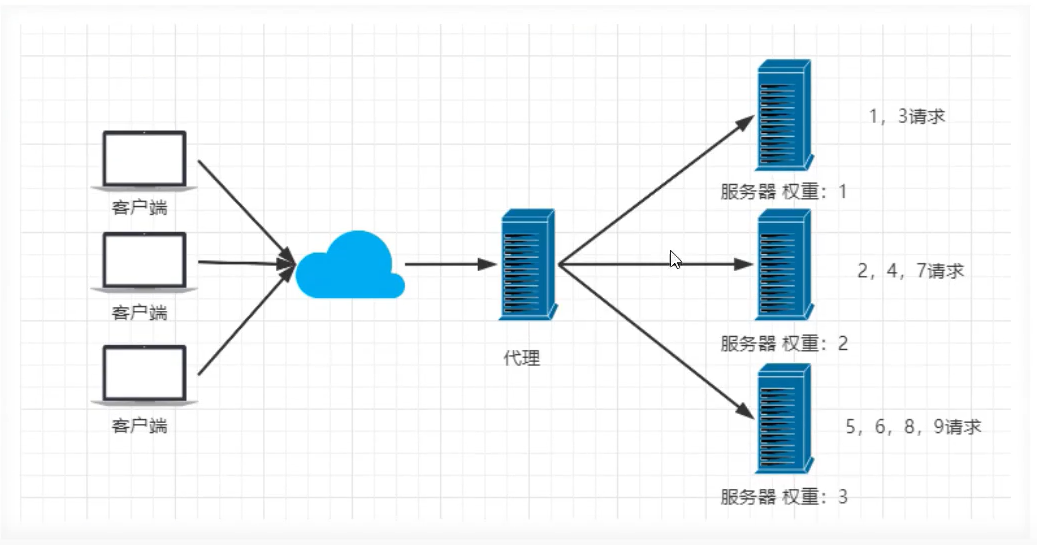 1，3请求
客户端
服务器 权重：1
2，4，7请求
客户端
服务器 权重：2
代理
客户端
5，6，8，9请求
服务器 权重：3